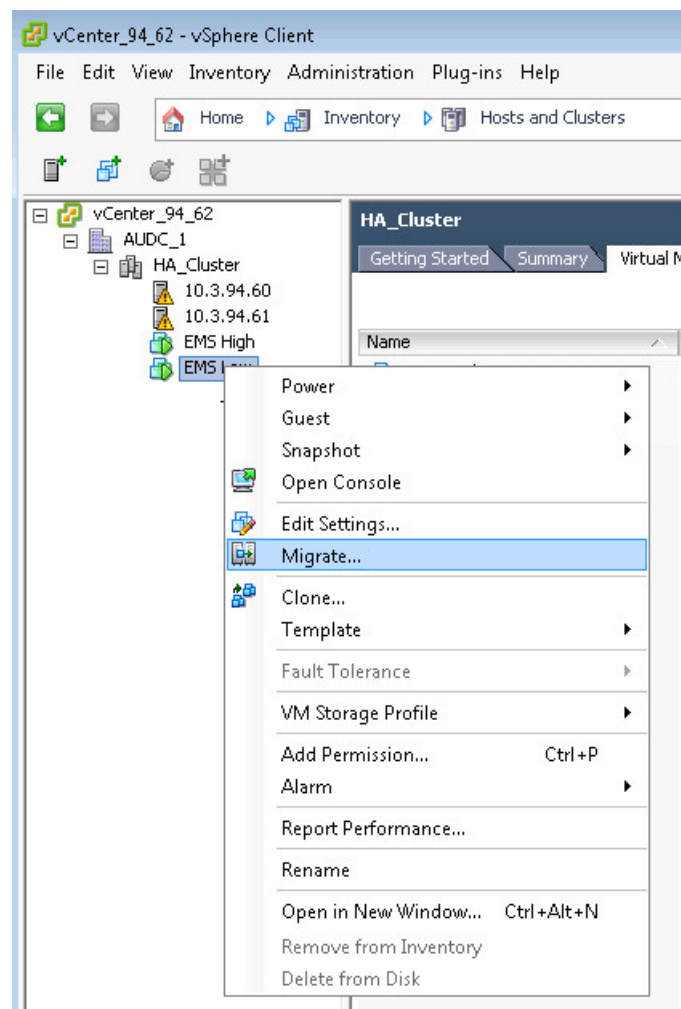 vCenter_94_62 - vSphere Client
File Edit View Inventory Administration Plug-ins Help
Home Inventory Hosts and Clusters
vCenter_94_62
AUDC_1
HA_Cluster
10.3.94.60
10.3.94.61
EMS High
EMS
HA_Cluster
Getting Started Summary Virtual M
Name
Power
Guest
Snapshot
Open Console
Edit Settings...
Migrate...
Clone...
Template
Fault Tolerance
VM Storage Profile
Add Permission... Ctrl+P
Alarm
Report Performance...
Rename
Open in New Window... Ctrl+Alt+N
Remove from Inventory
Delete from Disk